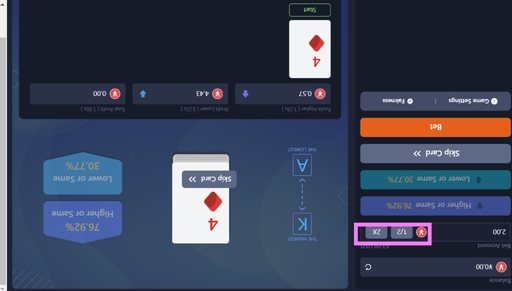 Balance
¥0.00
Bet Amount
2.00
1/2
2X
Higher or Same 76.92%
Lower or Same 30.77%
Skip Card
Bet
Game Settings
Fairness
THE HIGHEST
K
A
THE LOWEST
4
Skip Card
76.92%
Higher or Same
30.77%
Lower or Same
Profit Higher (1.29x)
0.57
Profit Lower (3.22x)
4.43
Total Profit (1.00x)
0.00
4
Start